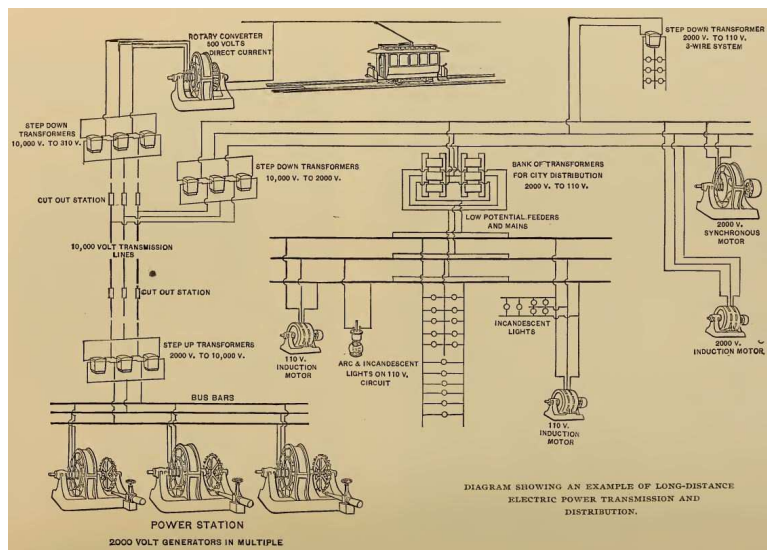 ROTARY CONVERTER
500 VOLTS
DIRECT CURRENT
STEP DOWN TRANSFORMER
2000 V. TO 110 V.
3-WIRE SYSTEM
STEP DOWN
TRANSFORMERS
10,000 V. TO 310 V.
STEP DOWN TRANSFORMERS
10,000 V. TO 2000 V.
BANK OF TRANSFORMERS
FOR CITY DISTRIBUTION
2000 V. TO 110 V.
CUT OUT STATION
LOW POTENTIAL FEEDERS
AND MAINS
2000 V.
SYNCHRONOUS
MOTOR
10,000 VOLT TRANSMISSION
LINES
CUT OUT STATION
STEP UP TRANSFORMERS
2000 V. TO 10,000 V.
110 V.
INDUCTION
MOTOR
ARC & INCANDESCENT
LIGHTS ON 110 V.
CIRCUIT
INCANDESCENT
LIGHTS
2000 V.
INDUCTION MOTOR.
BUS BARS
110 V.
INDUCTION
MOTOR
POWER STATION
2000 VOLT GENERATORS IN MULTIPLE
DIAGRAM SHOWING AN EXAMPLE OF LONG-DISTANCE
ELECTRIC POWER TRANSMISSION AND
DISTRIBUTION.